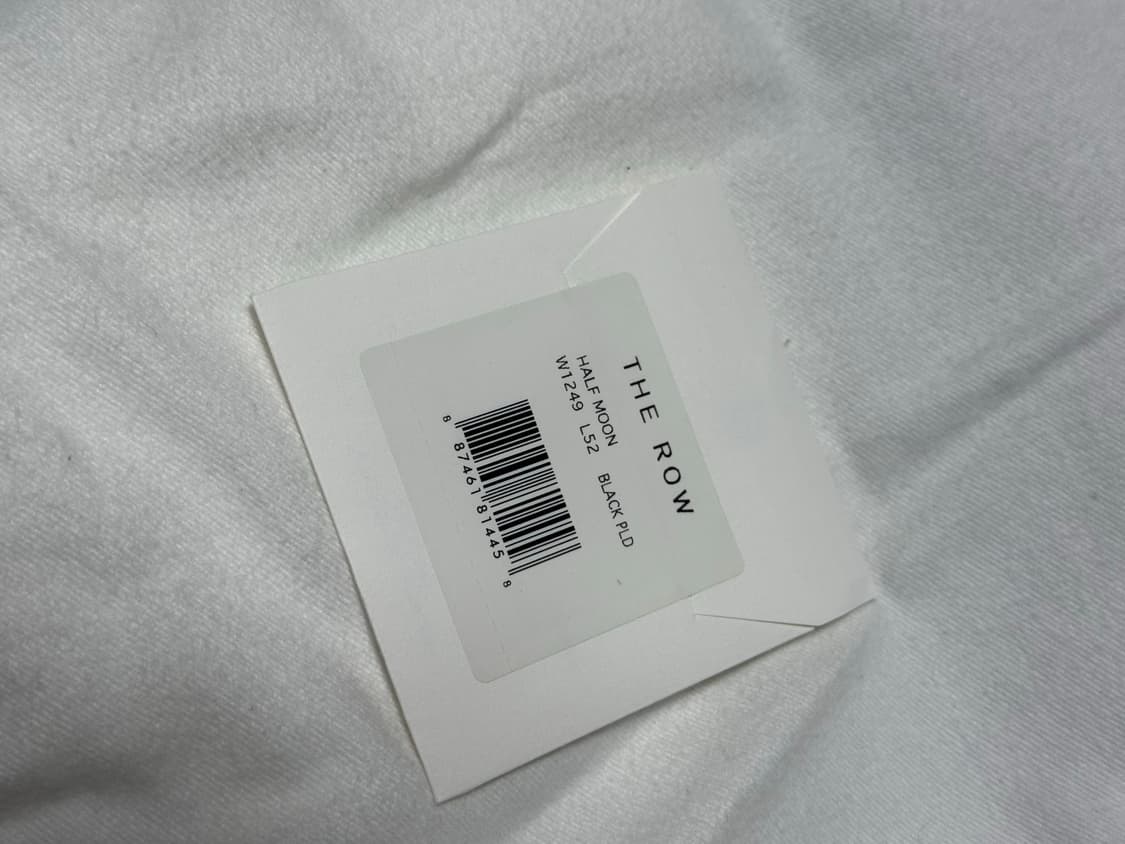 THE ROW
HALF MOON
W1249 L52 BLACK PLD
8 87461 81445 8